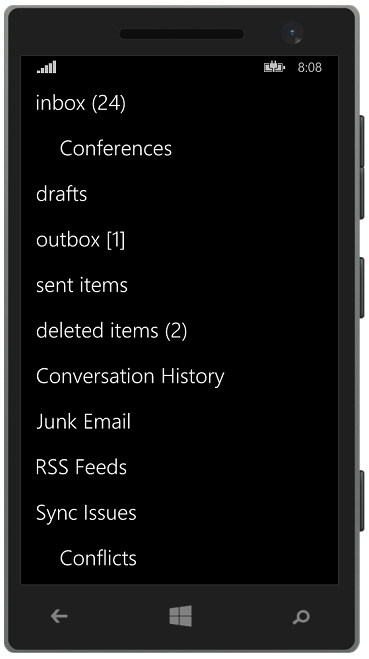 8:08
inbox (24)
Conferences
drafts
outbox [1]
sent items
deleted items (2)
Conversation History
Junk Email
RSS Feeds
Sync Issues
Conflicts